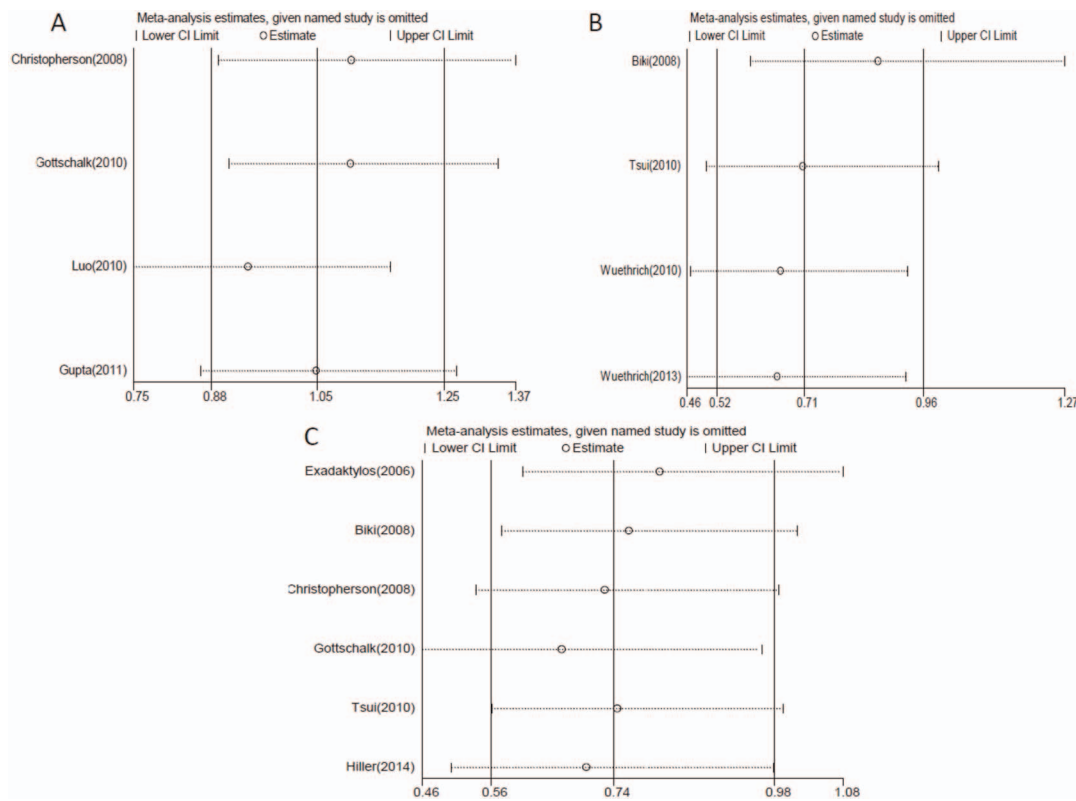 A
Meta-analysis estimates, given named study is omitted
| Lower CI Limit ○ Estimate | Upper CI Limit
Christopherson(2008)
Gottschalk(2010)
Luo(2010)
Gupta(2011)
0.75 0.88 1.05 1.25 1.37
B
Meta-analysis estimates, given named study is omitted
| Lower CI Limit ○ Estimate | Upper CI Limit
Biki(2008)
Tsui(2010)
Wuethrich(2010)
Wuethrich(2013)
0.46 0.52 0.71 0.96 1.27
C
Meta-analysis estimates, given named study is omitted
| Lower CI Limit ○ Estimate | Upper CI Limit
Exadaktylos(2006)
Biki(2008)
Christopherson(2008)
Gottschalk(2010)
Tsui(2010)
Hiller(2014)
0.46 0.56 0.74 0.98 1.08